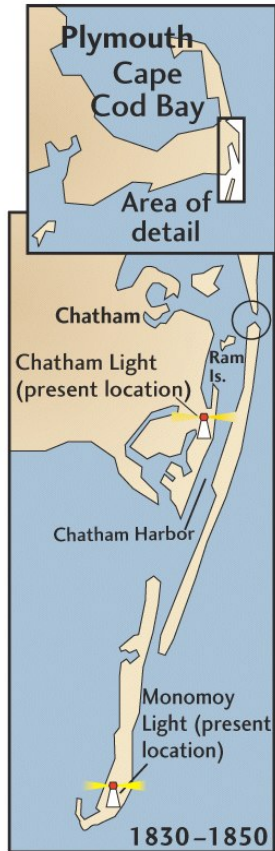 Plymouth
Cape
Cod Bay
Area of
detail
Chatham
Ram
Is.
Chatham Light
(present location)
Chatham Harbor
Monomoy
Light (present
location)
1830–1850